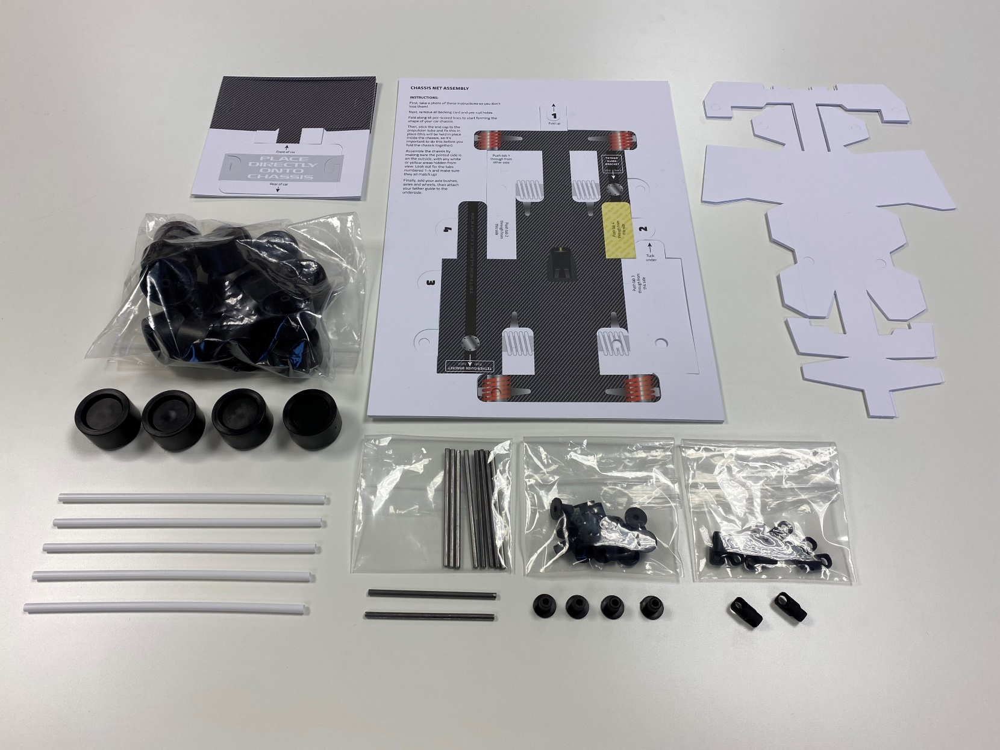 Front of car
PLACE
DIRECTLY
ONTO
CHASSIS
Rear of car
CHASSIS NET ASSEMBLY
INSTRUCTIONS:
First, take a photo of these instructions so you don't
lose them!
Next, remove all backing card and pre-cut holes.
Fold along all pre-scored lines to start forming the
shape of your car chassis.
Then, stick the end cap to the
propulsion tube and fix this in
place (this will be held in place
inside the chassis, so it's
important to do this before you
fold the chassis together).
Assemble the chassis by
making sure the printed side is
on the outside, with any white
or yellow areas hidden from
view. Look out for the tabs
numbered 1-4 and make sure
they all match up!
Finally, add your axle bushes,
axles and wheels, then attach
your tether guide to the
underside.
1
Fold up
Push tab 1
through from
other side
TETHER
GUIDE
BRACKET
4
TETHER GUIDE LOCATION
Push tab 2
through from
this side
Push tab 4
through from
this side
2
Tuck
under
3
Push tab 3
through from
this side
TETHER GUIDE BRACKET